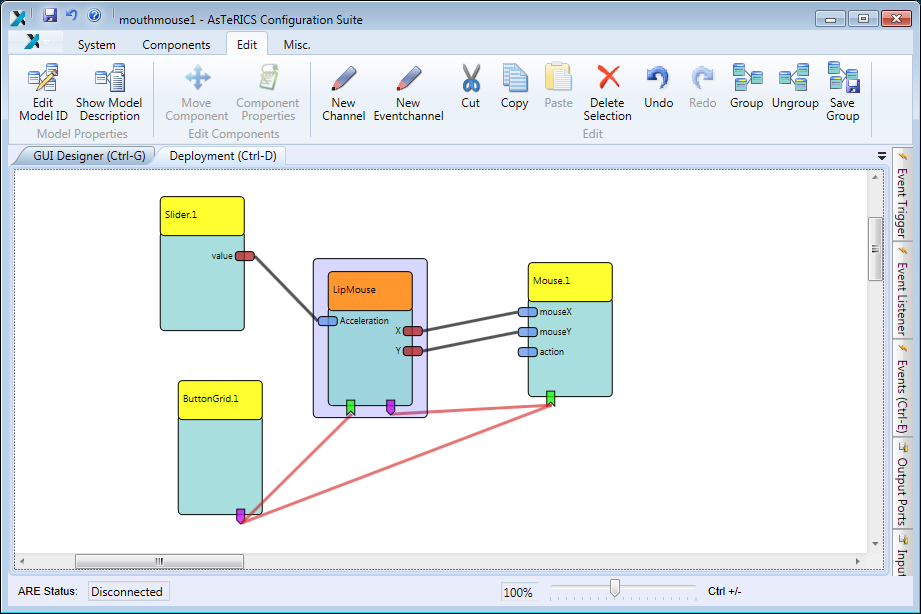 mouthmouse1 - AsTeRICS Configuration Suite
System Components Edit Misc.
Edit Model ID
Show Model Description
Model Properties
Move Component
Component Properties
Edit Components
New Channel
New Eventchannel
Cut
Copy
Paste
Delete Selection
Undo
Redo
Group
Ungroup
Save Group
Edit
GUI Designer (Ctrl-G)
Deployment (Ctrl-D)
Slider.1
value
LipMouse
Acceleration
X
Y
Mouse.1
mouseX
mouseY
action
ButtonGrid.1
Event Trigger
Event Listener
Events (Ctrl-E)
Output Ports
Input
ARE Status: Disconnected
100%
Ctrl +/-